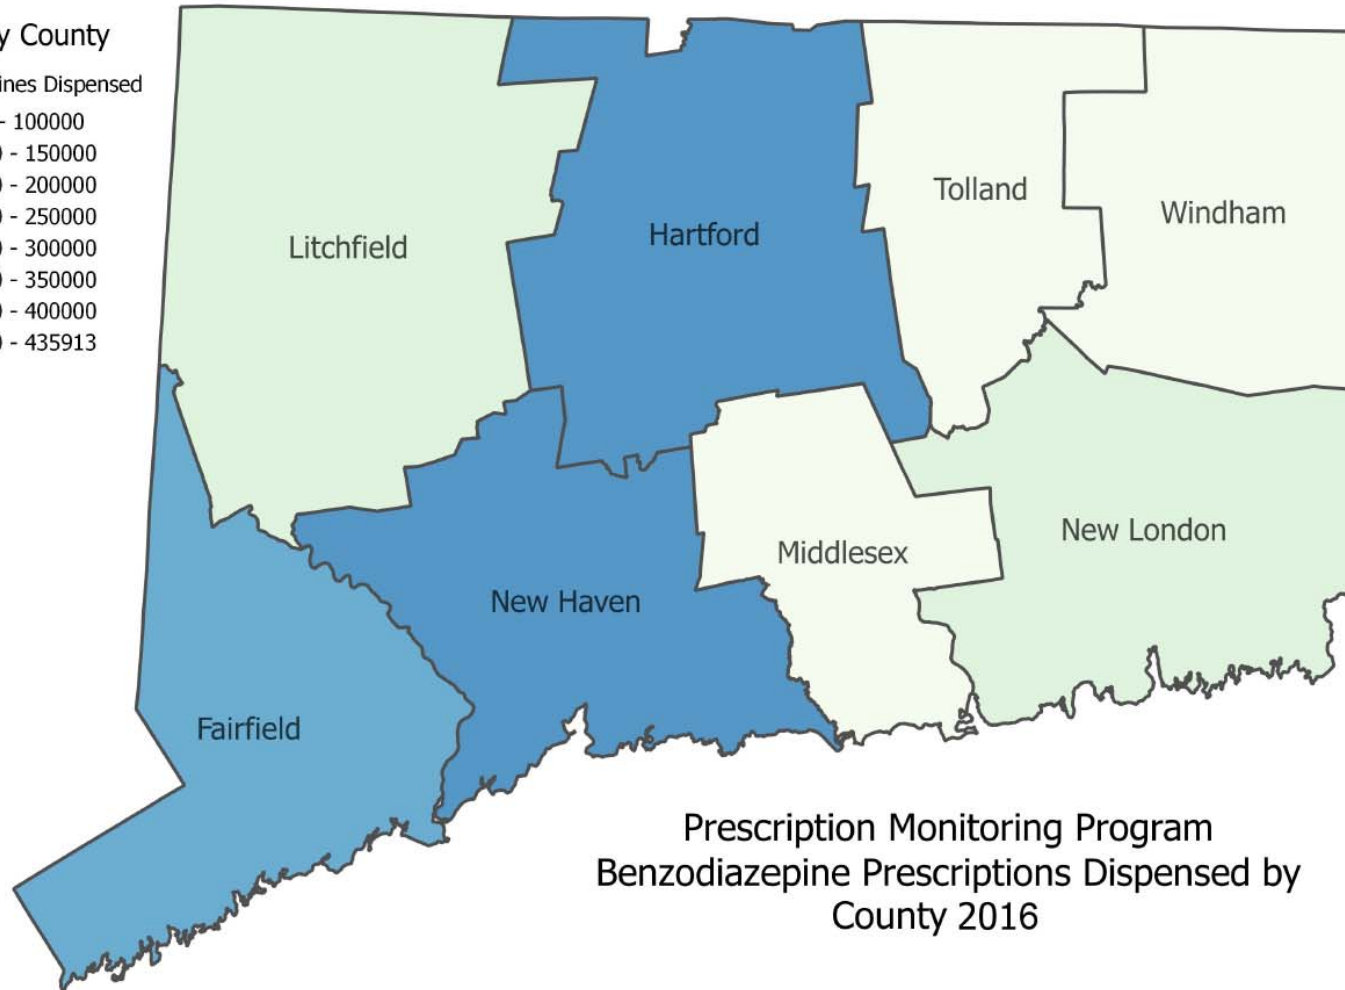 y County
ines Dispensed
- 100000
) - 150000
) - 200000
) - 250000
) - 300000
) - 350000
) - 400000
) - 435913
Litchfield
Hartford
Tolland
Windham
New London
Middlesex
New Haven
Fairfield
Prescription Monitoring Program
Benzodiazepine Prescriptions Dispensed by
County 2016